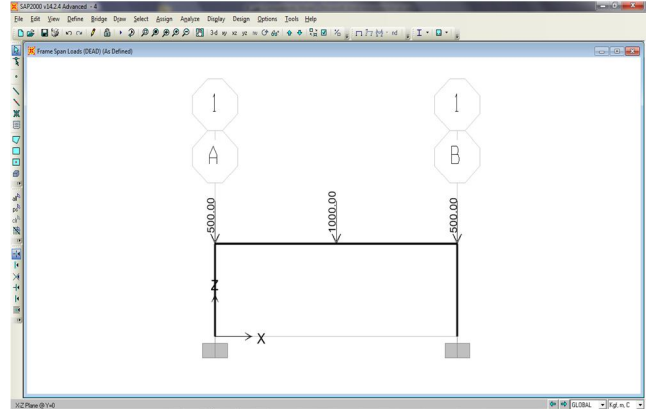 SAP2000 v14.2.4 Advanced - 4
File Edit View Define Bridge Draw Select Assign Analyze Display Design Options Tools Help
3-d xy xz yz nv
nd
Frame Span Loads (DEAD) (As Defined)
1 1
A B
500.00 1000.00 500.00
Z
X
X-Z Plane @ Y=0 GLOBAL Kgf, m, C